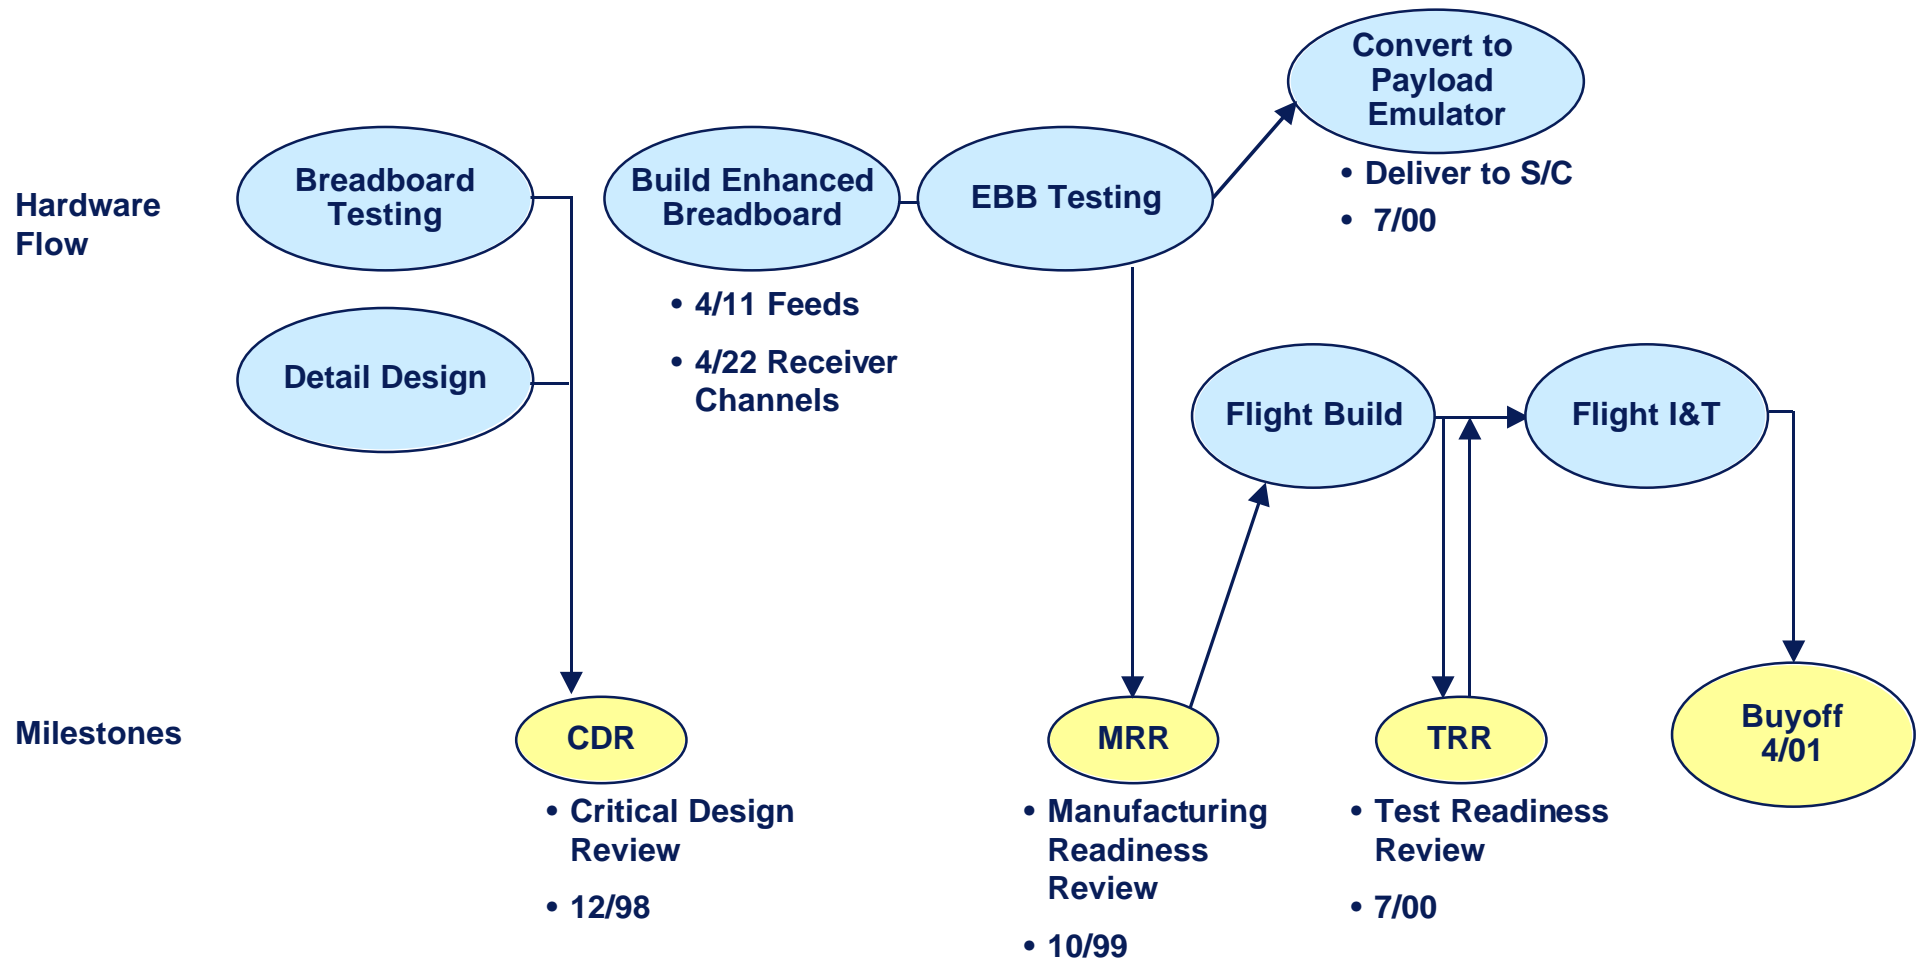 Convert to
Payload
Emulator
• Deliver to S/C
• 7/00
Hardware
Flow
Breadboard
Testing
Build Enhanced
Breadboard
EBB Testing
• 4/11 Feeds
• 4/22 Receiver
Channels
Detail Design
Flight Build
Flight I&T
Milestones
CDR
• Critical Design
Review
• 12/98
MRR
• Manufacturing
Readiness
Review
• 10/99
TRR
• Test Readiness
Review
• 7/00
Buyoff
4/01